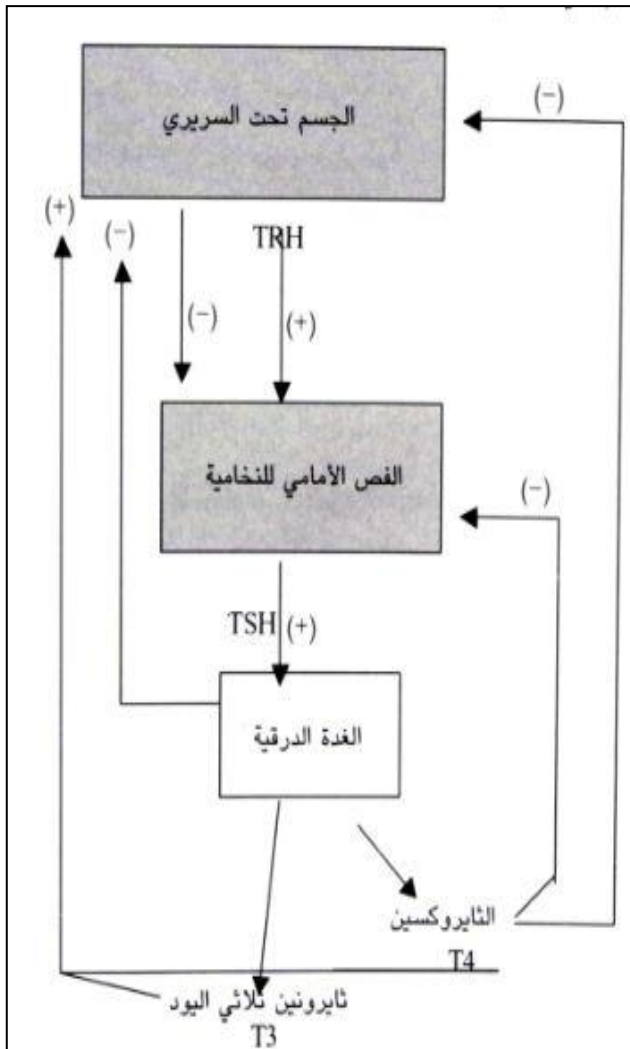 الجسم تحت السريري
(−)
(+)
(−)
TRH
(−)
(+)
الفص الأمامي للنخامية
(−)
TSH (+)
الغدة الدرقية
الثايروكسين
T4
ثايرونين ثلاثي اليود
T3